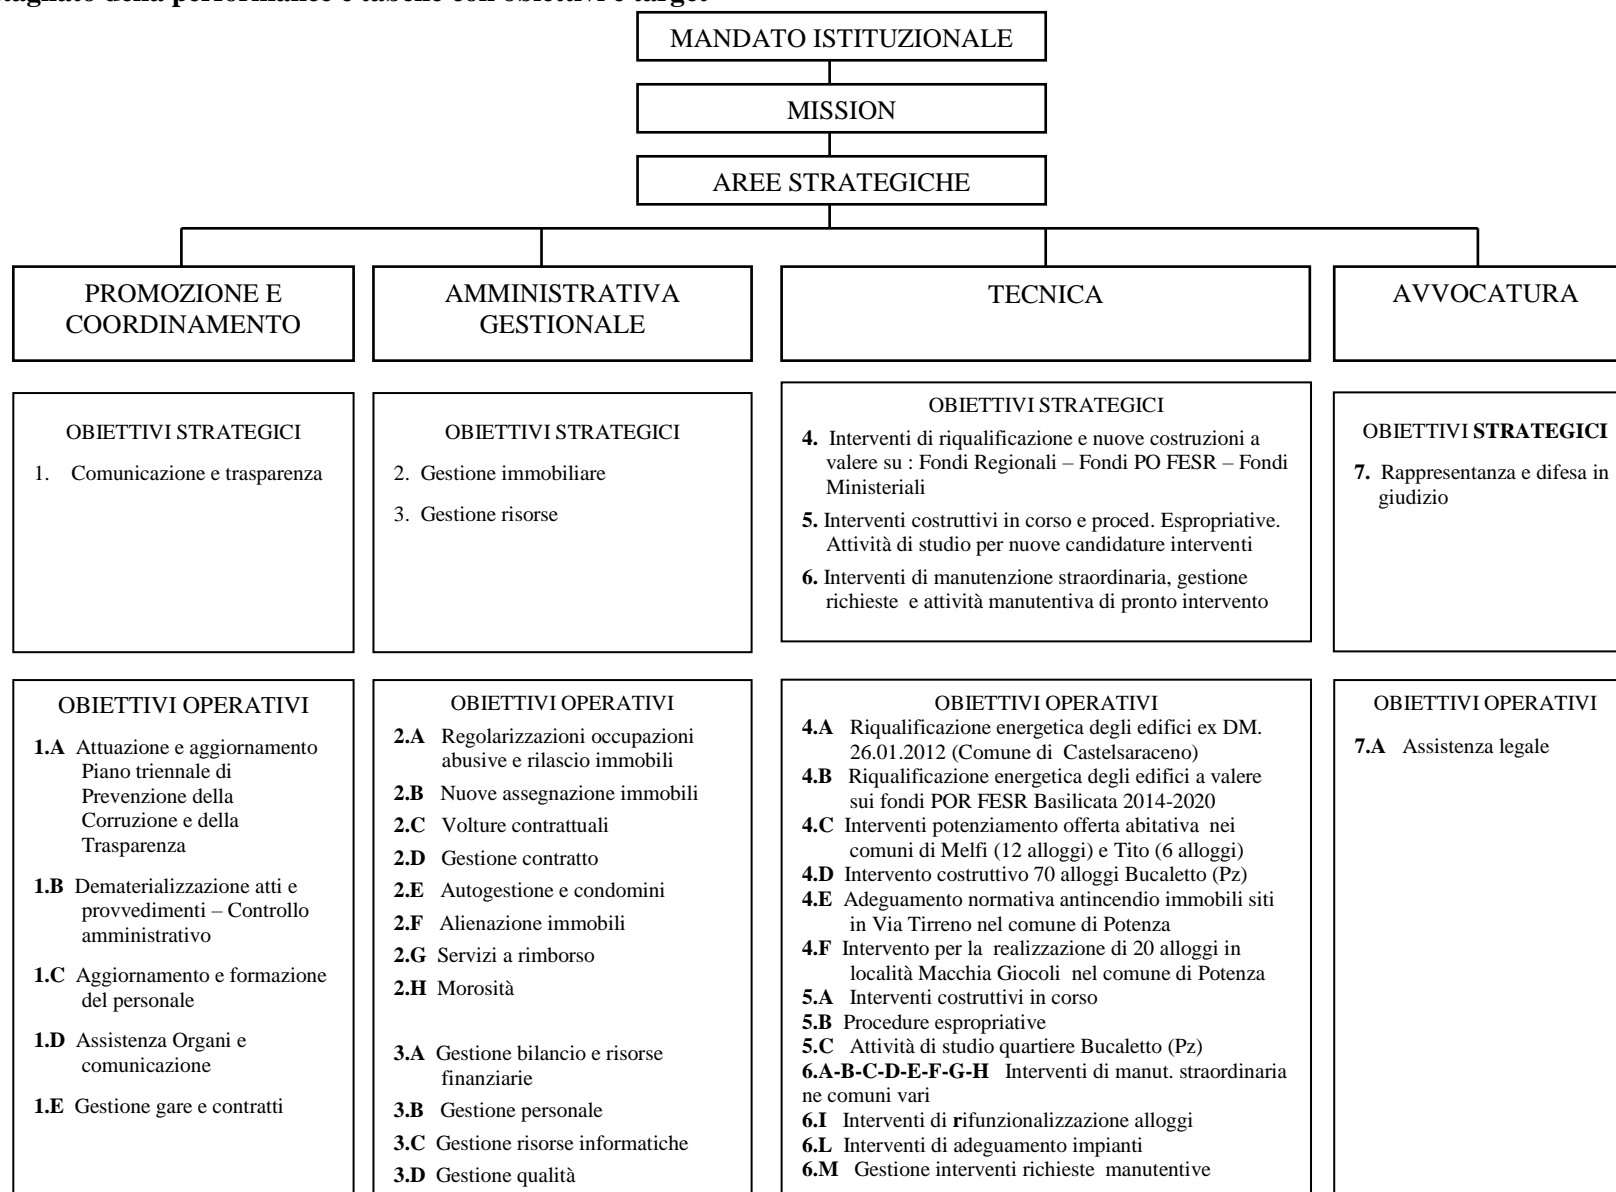 tagliato della performance e tabelle con obiettivi e target
MANDATO ISTITUZIONALE
MISSION
AREE STRATEGICHE
PROMOZIONE E
COORDINAMENTO
OBIETTIVI STRATEGICI
1. Comunicazione e trasparenza
OBIETTIVI OPERATIVI
1.A Attuazione e aggiornamento
Piano triennale di
Prevenzione della
Corruzione e della
Trasparenza
1.B Dematerializzazione atti e
provvedimenti – Controllo
amministrativo
1.C Aggiornamento e formazione
del personale
1.D Assistenza Organi e
comunicazione
1.E Gestione gare e contratti
AMMINISTRATIVA
GESTIONALE
OBIETTIVI STRATEGICI
2. Gestione immobiliare
3. Gestione risorse
OBIETTIVI OPERATIVI
2.A Regolarizzazioni occupazioni
abusive e rilascio immobili
2.B Nuove assegnazione immobili
2.C Volture contrattuali
2.D Gestione contratto
2.E Autogestione e condomini
2.F Alienazione immobili
2.G Servizi a rimborso
2.H Morosità
3.A Gestione bilancio e risorse
finanziarie
3.B Gestione personale
3.C Gestione risorse informatiche
3.D Gestione qualità
TECNICA
OBIETTIVI STRATEGICI
4. Interventi di riqualificazione e nuove costruzioni a
valere su : Fondi Regionali – Fondi PO FESR – Fondi
Ministeriali
5. Interventi costruttivi in corso e proced. Espropriative.
Attività di studio per nuove candidature interventi
6. Interventi di manutenzione straordinaria, gestione
richieste e attività manutentiva di pronto intervento
OBIETTIVI OPERATIVI
4.A Riqualificazione energetica degli edifici ex DM.
26.01.2012 (Comune di Castelsaraceno)
4.B Riqualificazione energetica degli edifici a valere
sui fondi POR FESR Basilicata 2014-2020
4.C Interventi potenziamento offerta abitativa nei
comuni di Melfi (12 alloggi) e Tito (6 alloggi)
4.D Intervento costruttivo 70 alloggi Bucaletto (Pz)
4.E Adeguamento normativa antincendio immobili siti
in Via Tirreno nel comune di Potenza
4.F Intervento per la realizzazione di 20 alloggi in
località Macchia Giocoli nel comune di Potenza
5.A Interventi costruttivi in corso
5.B Procedure espropriative
5.C Attività di studio quartiere Bucaletto (Pz)
6.A-B-C-D-E-F-G-H Interventi di manut. straordinaria
ne comuni vari
6.I Interventi di rifunzionalizzazione alloggi
6.L Interventi di adeguamento impianti
6.M Gestione interventi richieste manutentive
AVVOCATURA
OBIETTIVI STRATEGICI
7. Rappresentanza e difesa in
giudizio
OBIETTIVI OPERATIVI
7.A Assistenza legale